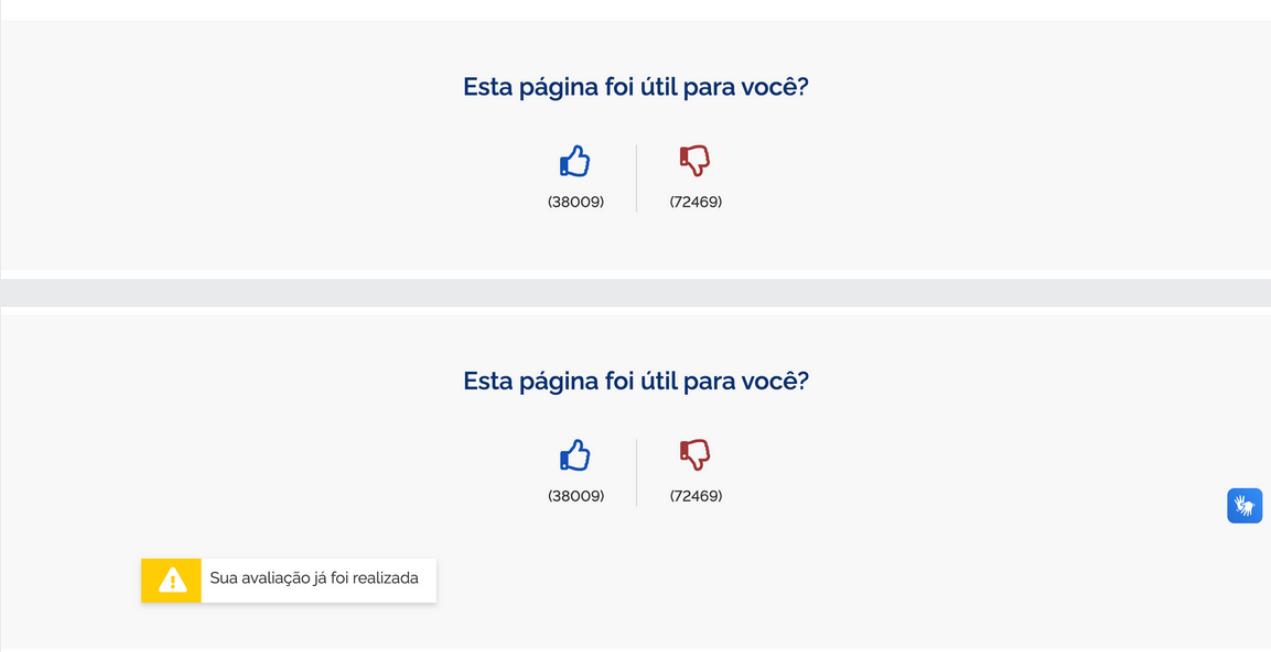 Esta página foi útil para você?
(38009) (72469)
Esta página foi útil para você?
(38009) (72469)
Sua avaliação já foi realizada